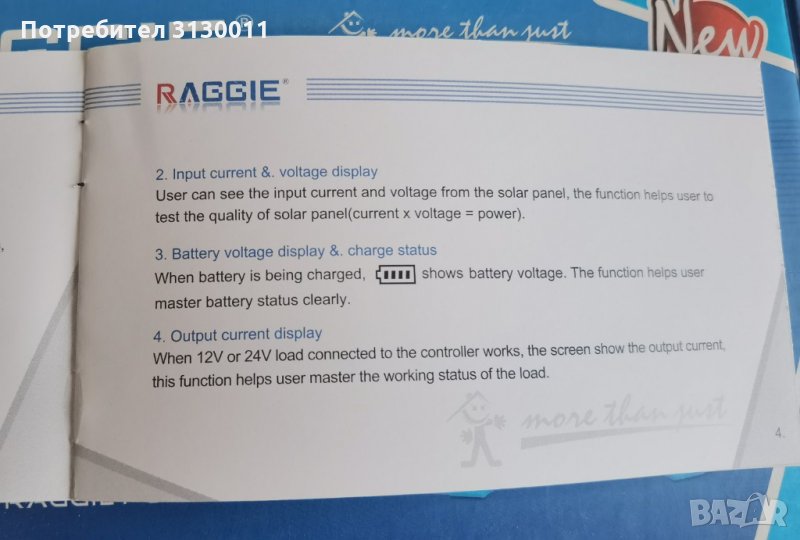 Потребител 3130011
more than just
New
RAGGIE®
2. Input current &. voltage display
User can see the input current and voltage from the solar panel, the function helps user to
test the quality of solar panel(current x voltage = power).
3. Battery voltage display &. charge status
When battery is being charged, shows battery voltage. The function helps user
master battery status clearly.
4. Output current display
When 12V or 24V load connected to the controller works, the screen show the output current,
this function helps user master the working status of the load.
more than just
4.
RAGGIE
BAZAR